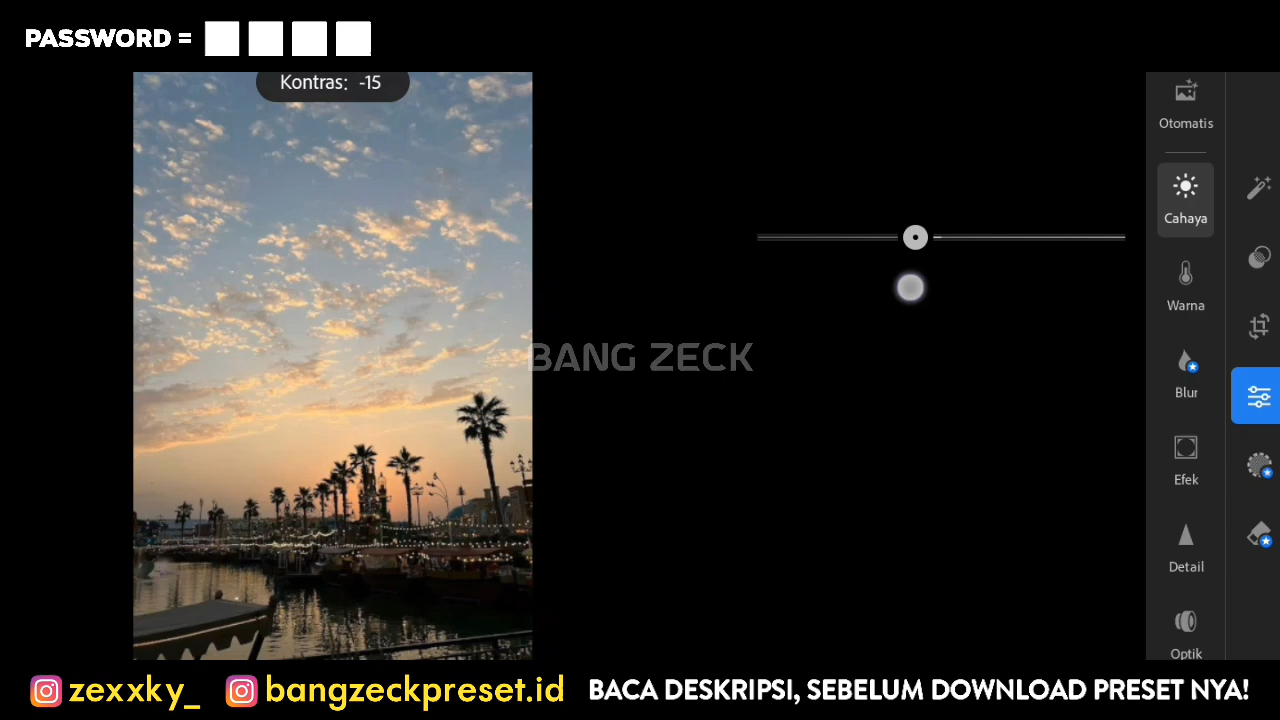 PASSWORD =
Kontras: -15
Otomatis
Cahaya
Warna
BANG ZECK
Blur
Efek
Detail
Optik
zexxky_ bangzeckpreset.id BACA DESKRIPSI, SEBELUM DOWNLOAD PRESET NYA!